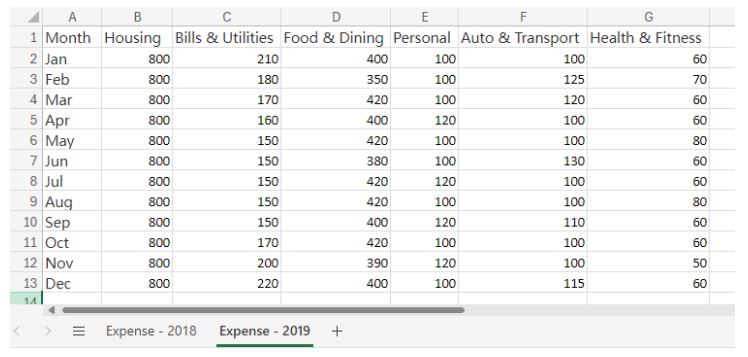 A B C D E F G
1 Month Housing Bills & Utilities Food & Dining Personal Auto & Transport Health & Fitness
2 Jan 800 210 400 100 100 60
3 Feb 800 180 350 100 125 70
4 Mar 800 170 420 100 120 60
5 Apr 800 160 400 120 100 60
6 May 800 150 420 100 100 80
7 Jun 800 150 380 100 130 60
8 Jul 800 150 420 120 100 60
9 Aug 800 150 420 100 100 80
10 Sep 800 150 400 120 110 60
11 Oct 800 170 420 100 100 60
12 Nov 800 200 390 120 100 50
13 Dec 800 220 400 100 115 60
14
Expense - 2018 Expense - 2019 +